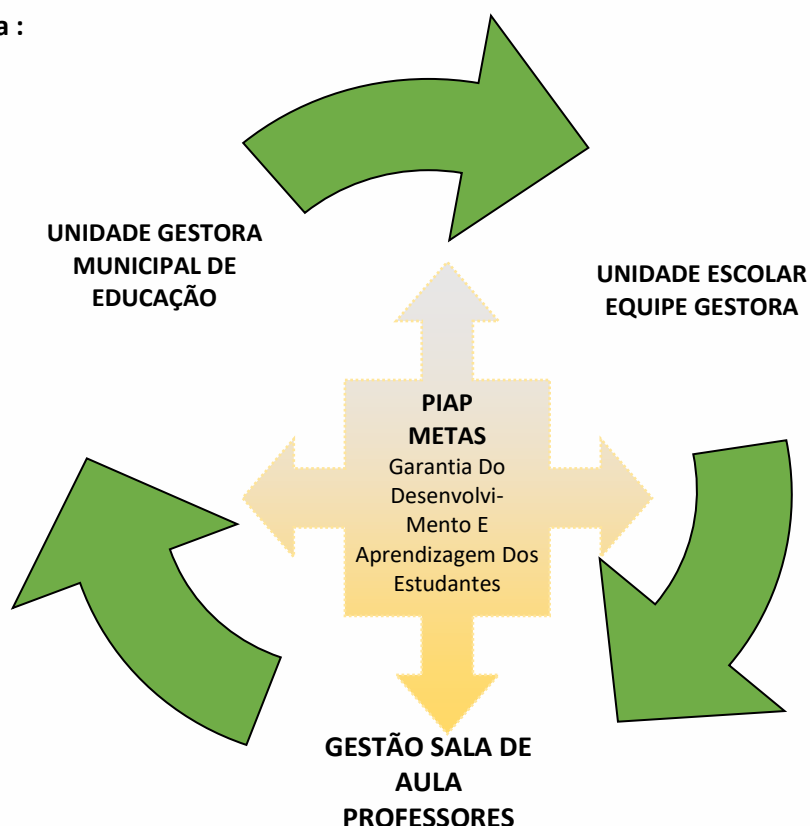 a :
UNIDADE GESTORA
MUNICIPAL DE
EDUCAÇÃO
UNIDADE ESCOLAR
EQUIPE GESTORA
PIAP
METAS
Garantia Do
Desenvolvi-
Mento E
Aprendizagem Dos
Estudantes
GESTÃO SALA DE
AULA
PROFESSORES